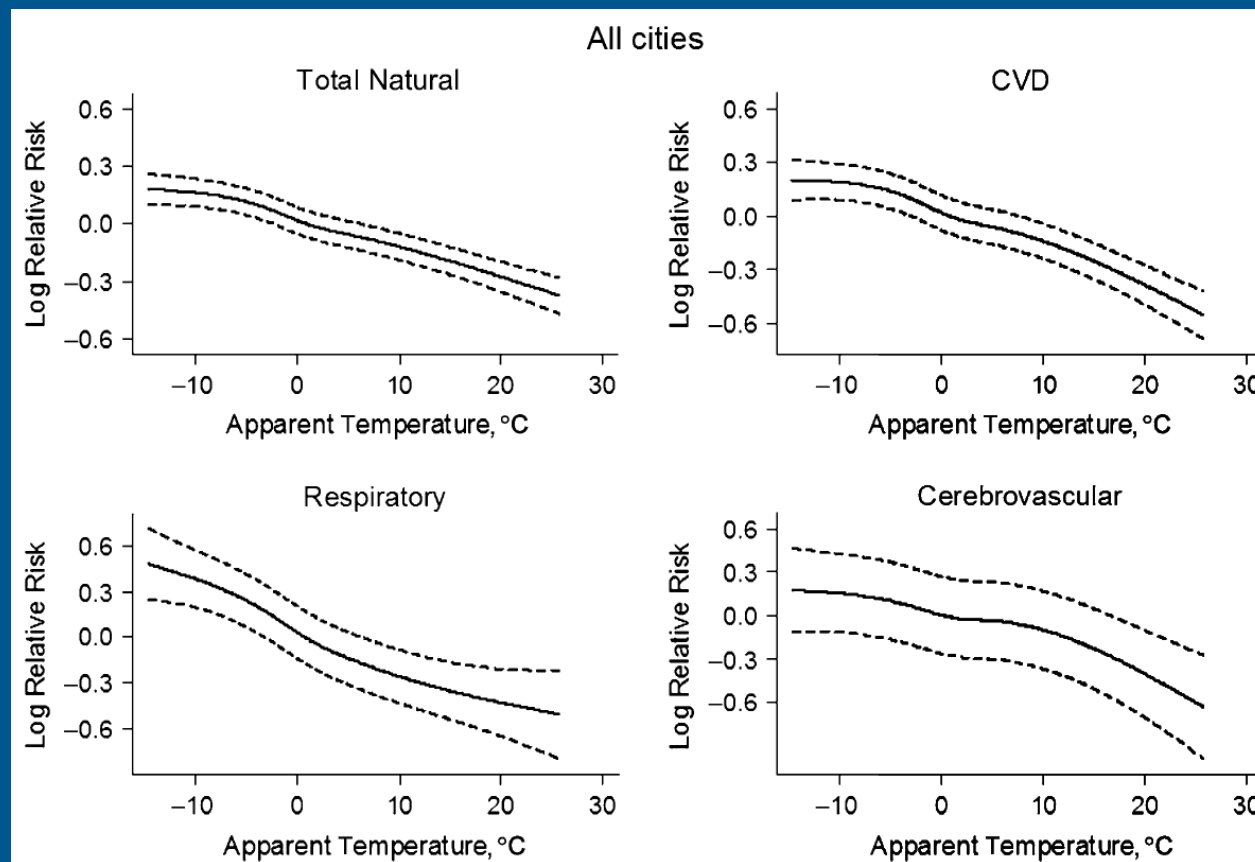 All cities
Total Natural
Log Relative Risk
0.6
0.3
0.0
–0.3
–0.6
–10 0 10 20 30
Apparent Temperature, °C
CVD
Log Relative Risk
0.6
0.3
0.0
–0.3
–0.6
–10 0 10 20 30
Apparent Temperature, °C
Respiratory
Log Relative Risk
0.6
0.3
0.0
–0.3
–0.6
–10 0 10 20 30
Apparent Temperature, °C
Cerebrovascular
Log Relative Risk
0.6
0.3
0.0
–0.3
–0.6
–10 0 10 20 30
Apparent Temperature, °C